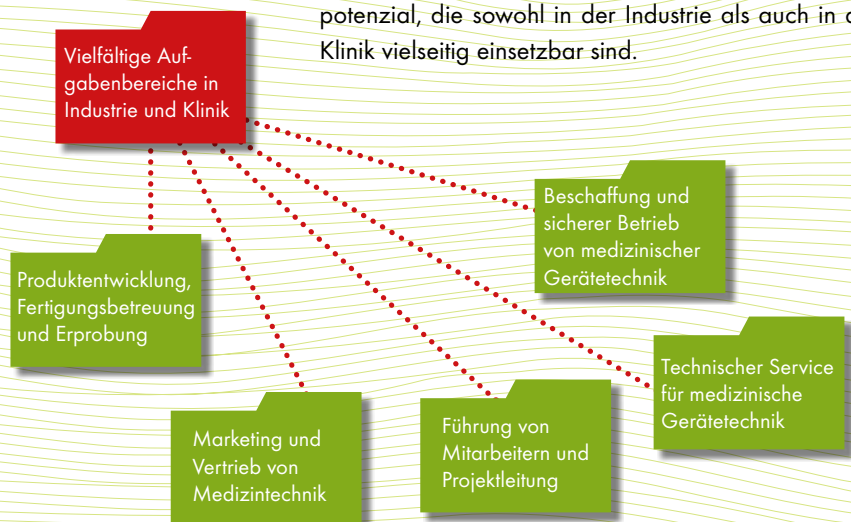 potenzial, die sowohl in der Industrie als auch in
Klinik vielseitig einsetzbar sind.
Vielfältige Auf-
gabenbereiche in
Industrie und Klinik
Beschaffung und
sicherer Betrieb
von medizinischer
Gerätetechnik
Produktentwicklung,
Fertigungsbetreuung
und Erprobung
Technischer Service
für medizinische
Gerätetechnik
Marketing und
Vertrieb von
Medizintechnik
Führung von
Mitarbeitern und
Projektleitung